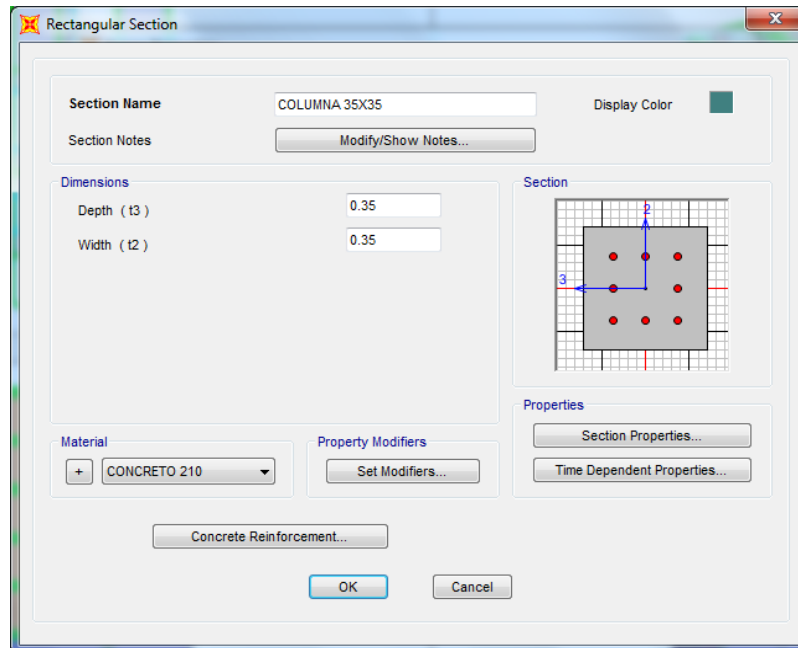 Rectangular Section
Section Name COLUMNA 35X35 Display Color
Section Notes Modify/Show Notes...
Dimensions
Depth ( t3 ) 0.35
Width ( t2 ) 0.35
Section
2
3
Properties
Section Properties...
Time Dependent Properties...
Material
+ CONCRETO 210
Property Modifiers
Set Modifiers...
Concrete Reinforcement...
OK Cancel